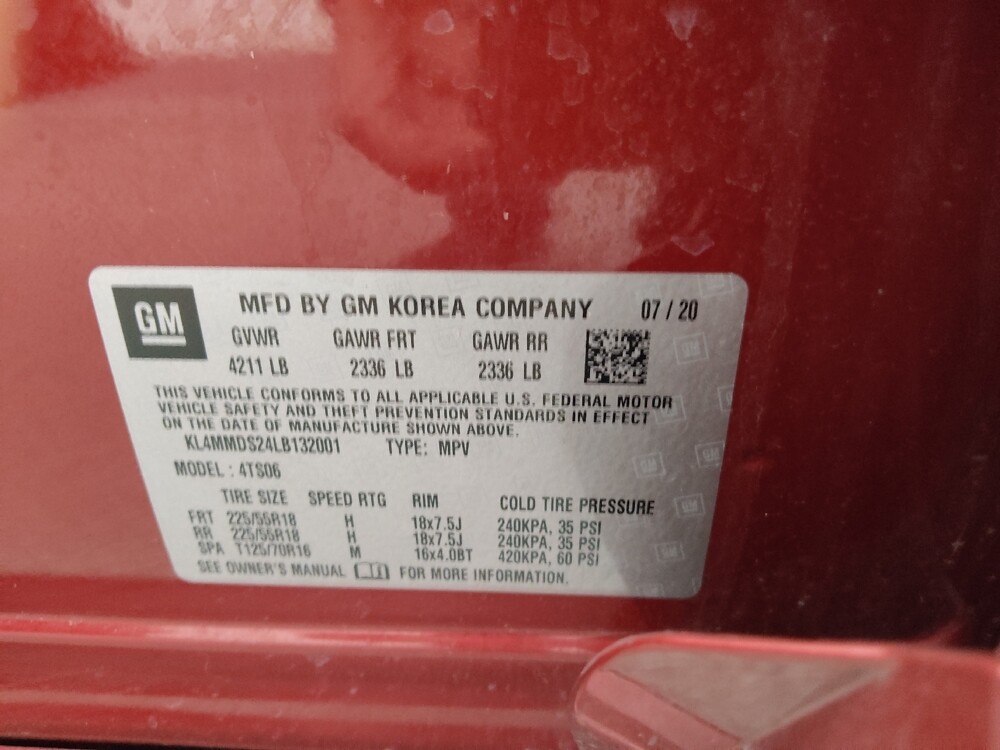 GM MFD BY GM KOREA COMPANY 07 / 20
GVWR GAWR FRT GAWR RR
4211 LB 2336 LB 2336 LB
THIS VEHICLE CONFORMS TO ALL APPLICABLE U.S. FEDERAL MOTOR
VEHICLE SAFETY AND THEFT PREVENTION STANDARDS IN EFFECT
ON THE DATE OF MANUFACTURE SHOWN ABOVE.
KL4MMDS24LB132001 TYPE: MPV
MODEL : 4TS06
TIRE SIZE SPEED RTG RIM COLD TIRE PRESSURE
FRT 225/55R18 H 18x7.5J 240KPA, 35 PSI
RR 225/55R18 H 18x7.5J 240KPA, 35 PSI
SPA T125/70R16 M 16x4.0BT 420KPA, 60 PSI
SEE OWNER'S MANUAL FOR MORE INFORMATION.